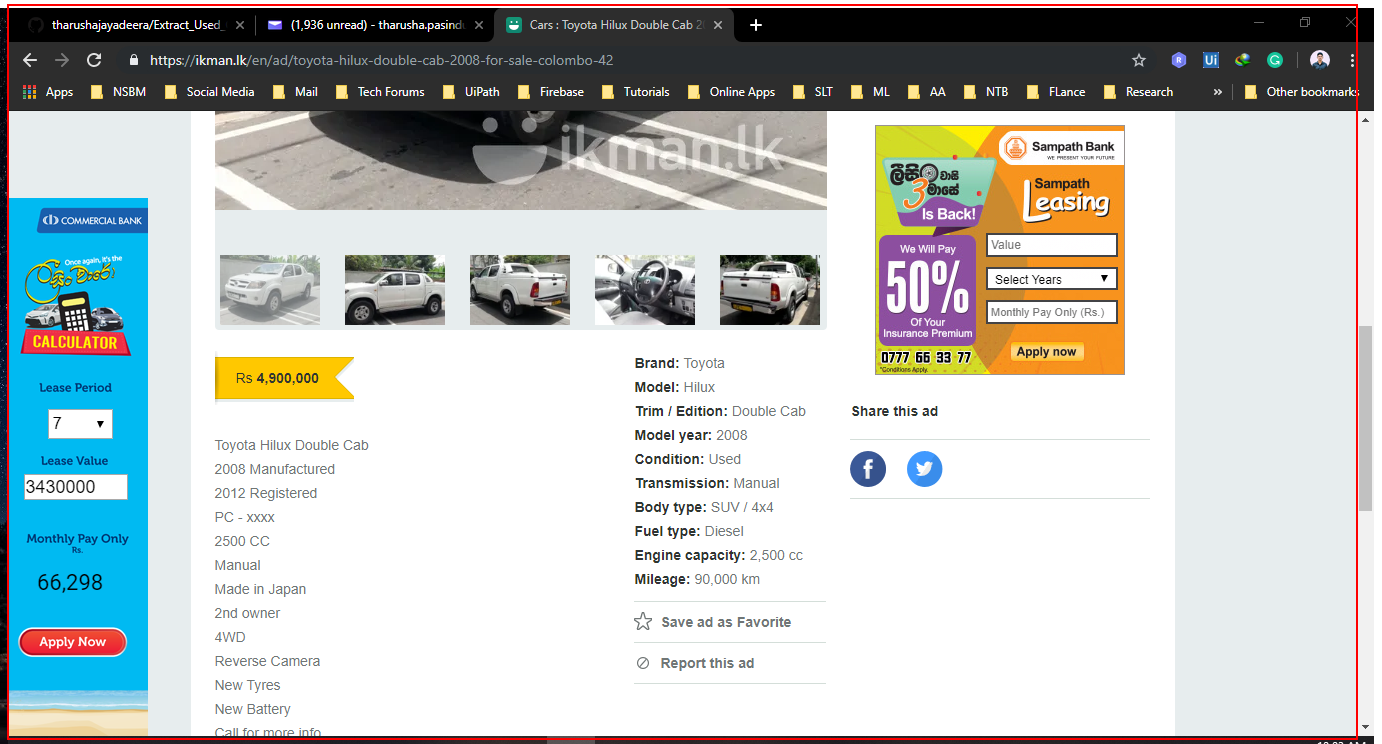 tharushajayadeera/Extract_Used_
(1,936 unread) - tharusha.pasindu
Cars : Toyota Hilux Double Cab 20
https://ikman.lk/en/ad/toyota-hilux-double-cab-2008-for-sale-colombo-42
R
Ui
G
Apps
NSBM
Social Media
Mail
Tech Forums
UiPath
Firebase
Tutorials
Online Apps
SLT
ML
AA
NTB
FLance
Research
»
Other bookmarks
ikman.lk
COMMERCIAL BANK
Once again, it's the
CALCULATOR
Lease Period
7
Lease Value
3430000
Monthly Pay Only
Rs.
66,298
Apply Now
Rs 4,900,000
Toyota Hilux Double Cab
2008 Manufactured
2012 Registered
PC - xxxx
2500 CC
Manual
Made in Japan
2nd owner
4WD
Reverse Camera
New Tyres
New Battery
Call for more info
Brand: Toyota
Model: Hilux
Trim / Edition: Double Cab
Model year: 2008
Condition: Used
Transmission: Manual
Body type: SUV / 4x4
Fuel type: Diesel
Engine capacity: 2,500 cc
Mileage: 90,000 km
Save ad as Favorite
Report this ad
Sampath Bank
WE PRESENT YOUR FUTURE
ලීසිං වාසි
3 මාසේ
Is Back!
Sampath
Leasing
We Will Pay
50%
Of Your
Insurance Premium
0777 66 33 77
*Conditions Apply.
Value
Select Years
Monthly Pay Only (Rs.)
Apply now
Share this ad